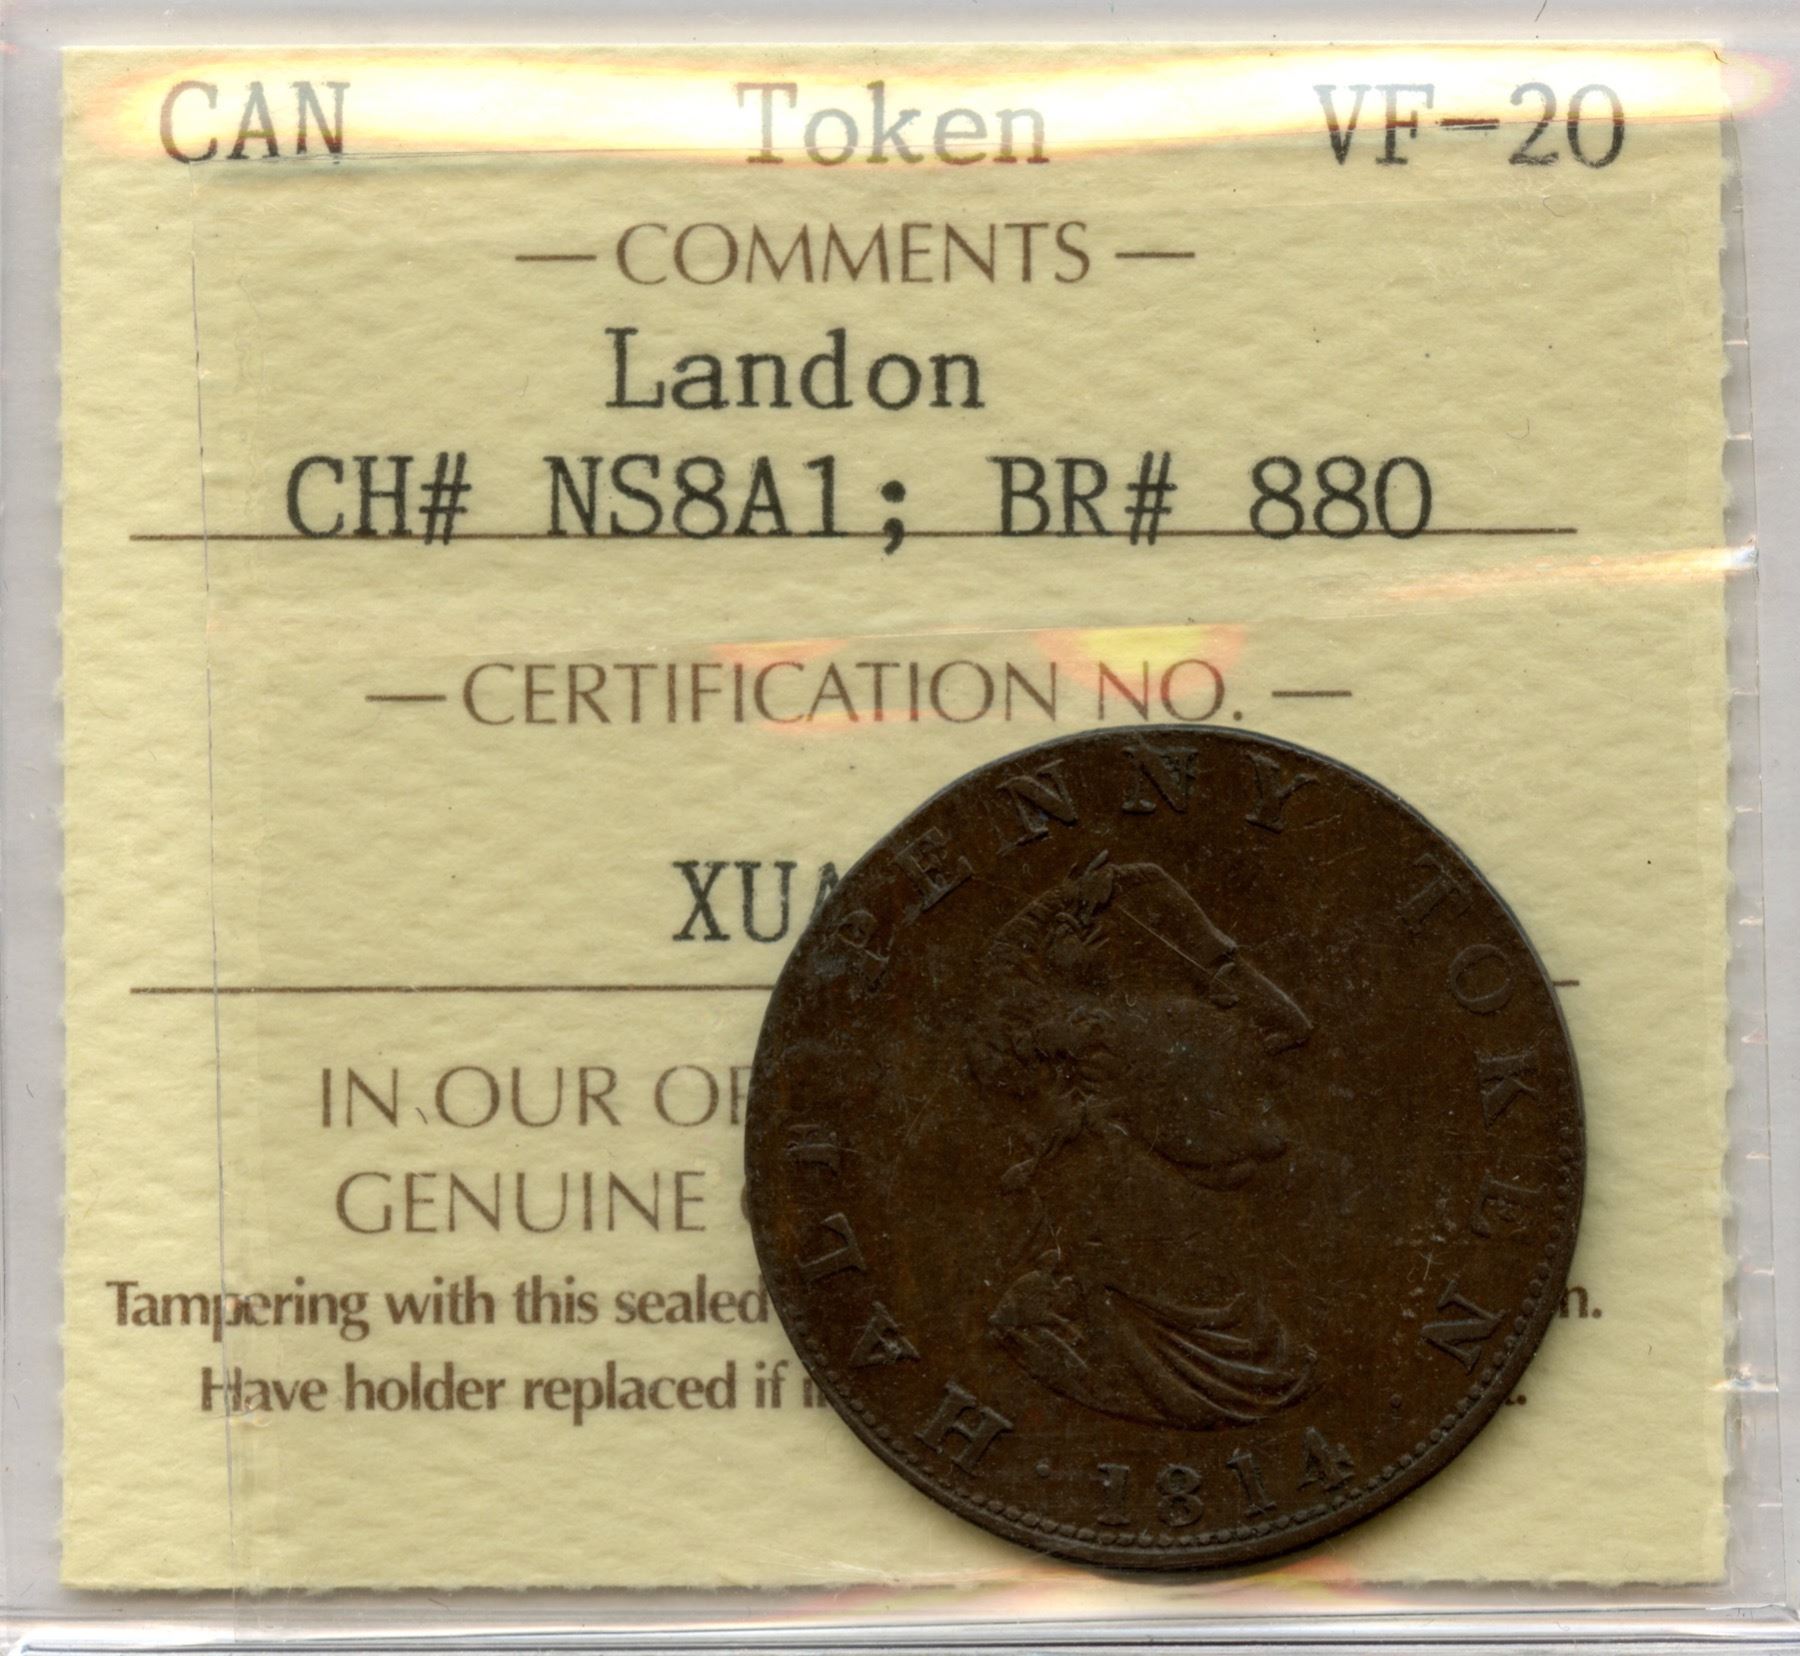 CAN Token VF-20
— COMMENTS —
Landon
CH# NS8A1; BR# 880
— CERTIFICATION NO. —
XUA
IN OUR OP
GENUINE
Tampering with this sealed n.
Have holder replaced if
HALFPENNY TOKEN
· 1814 ·